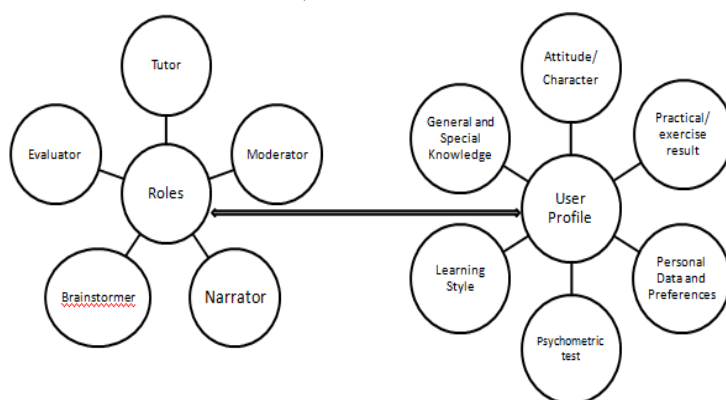 Tutor
Evaluator
Moderator
Roles
Brainstormer
Narrator
Attitude/
Character
General and
Special
Knowledge
Practical/
exercise
result
User
Profile
Learning
Style
Personal
Data and
Preferences
Psychometric
test